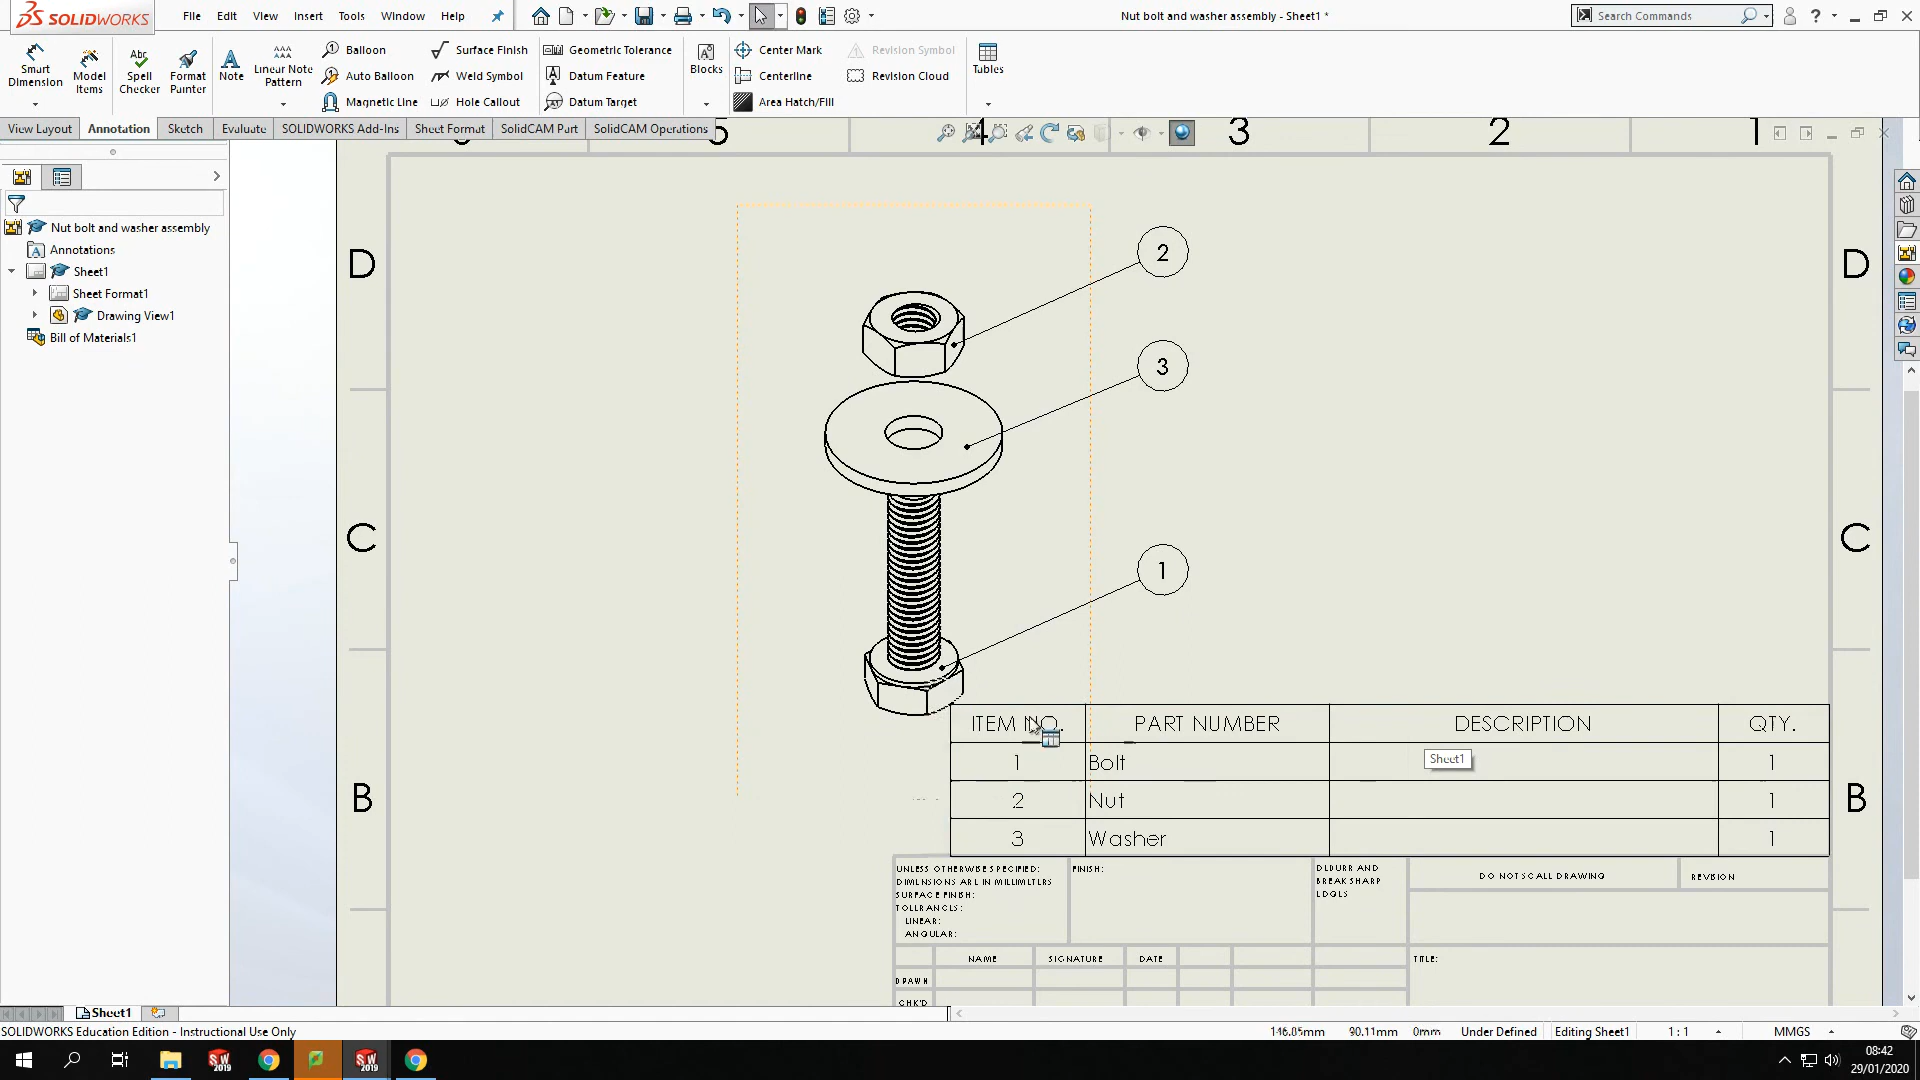 SOLIDWORKS File Edit View Insert Tools Window Help Nut bolt and washer assembly - Sheet1 * Search Commands
Smart Dimension
Model Items
Abc
Spell Checker
Format Painter
Note
Linear Note Pattern
Balloon
Auto Balloon
Magnetic Line
Surface Finish
Weld Symbol
Hole Callout
Geometric Tolerance
Datum Feature
Datum Target
Blocks
Center Mark
Centerline
Area Hatch/Fill
Revision Symbol
Revision Cloud
Tables
View Layout Annotation Sketch Evaluate SOLIDWORKS Add-Ins Sheet Format SolidCAM Part SolidCAM Operations
5 4 3 2 1
Nut bolt and washer assembly
Annotations
Sheet1
Sheet Format1
Drawing View1
Bill of Materials1
D D
C C
B B
2
3
1
ITEM NO. PART NUMBER DESCRIPTION QTY.
1 Bolt 1
Sheet1
2 Nut 1
3 Washer 1
UNLESS OTHERWISE SPECIFIED:
DIMENSIONS ARE IN MILLIMETERS
SURFACE FINISH:
TOLERANCES:
LINEAR:
ANGULAR:
FINISH:
DEBURR AND
BREAK SHARP
EDGES
DO NOT SCALE DRAWING
REVISION
NAME SIGNATURE DATE
TITLE:
DRAWN
CHK'D
Sheet1
SOLIDWORKS Education Edition - Instructional Use Only 146.85mm 90.11mm 0mm Under Defined Editing Sheet1 1 : 1 MMGS
SW 2019
SW 2019
08:42
29/01/2020